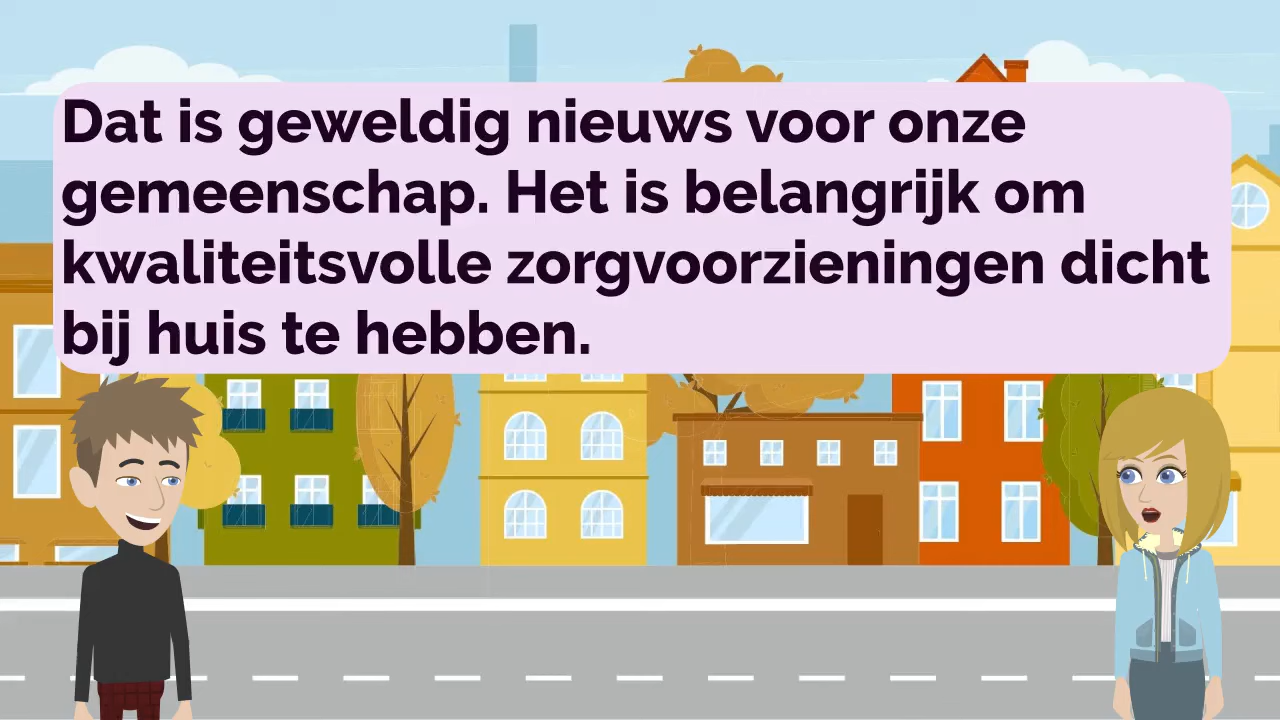 Dat is geweldig nieuws voor onze
gemeenschap. Het is belangrijk om
kwaliteitsvolle zorgvoorzieningen dicht
bij huis te hebben.